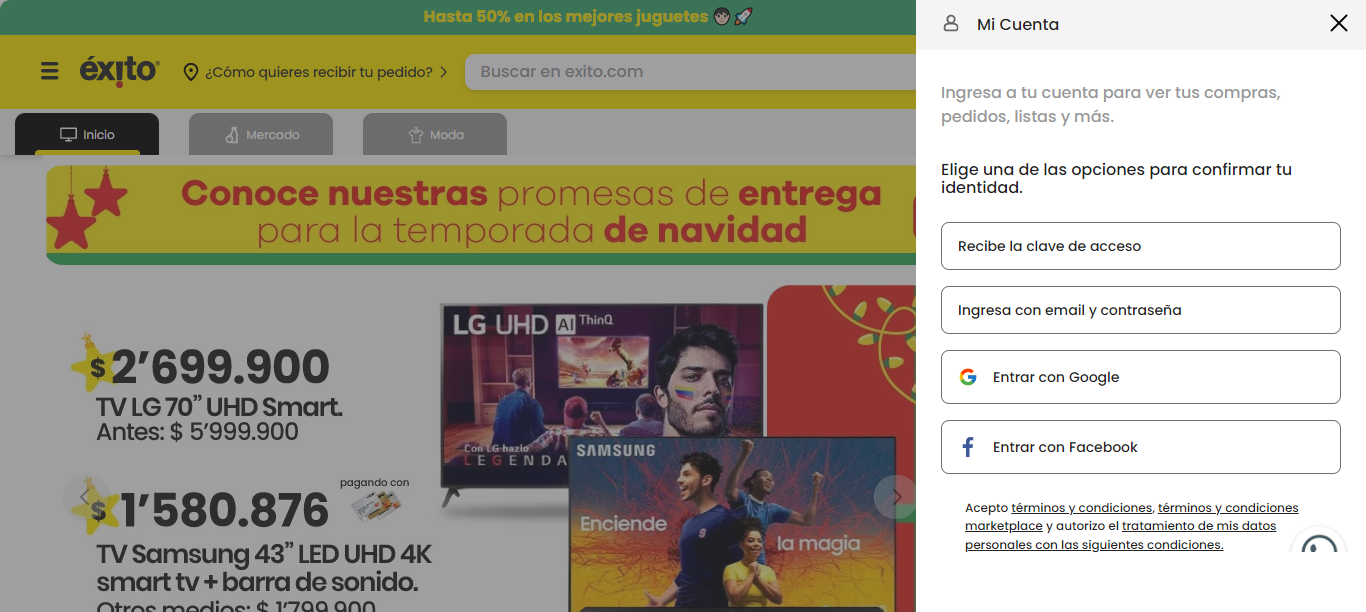 Hasta 50% en los mejores juguetes
Mi Cuenta
éxito
¿Cómo quieres recibir tu pedido?
Buscar en exito.com
Inicio
Mercado
Moda
Ingresa a tu cuenta para ver tus compras,
pedidos, listas y más.
Elige una de las opciones para confirmar tu
identidad.
Recibe la clave de acceso
Ingresa con email y contraseña
Entrar con Google
Entrar con Facebook
Acepto términos y condiciones, términos y condiciones
marketplace y autorizo el tratamiento de mis datos
personales con las siguientes condiciones.
Conoce nuestras promesas de entrega
para la temporada de navidad
$ 2’699.900
TV LG 70” UHD Smart.
Antes: $ 5’999.900
LG UHD AI ThinQ
Con LG hazlo
LEGENDA
pagando con
$ 1’580.876
TV Samsung 43” LED UHD 4K
smart tv + barra de sonido.
Otros medios: $ 1’799.900
SAMSUNG
Enciende
la magia